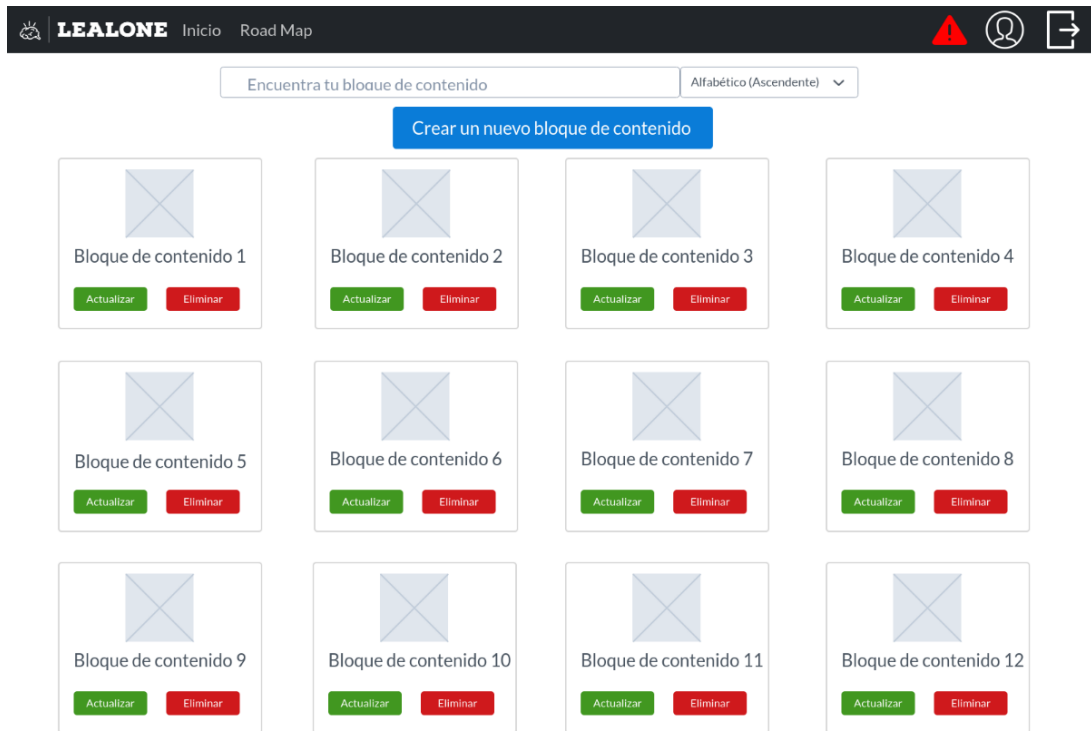 LEALONE Inicio Road Map
Encuentra tu bloque de contenido Alfabético (Ascendente)
Crear un nuevo bloque de contenido
Bloque de contenido 1 Bloque de contenido 2 Bloque de contenido 3 Bloque de contenido 4
Actualizar Eliminar Actualizar Eliminar Actualizar Eliminar Actualizar Eliminar
Bloque de contenido 5 Bloque de contenido 6 Bloque de contenido 7 Bloque de contenido 8
Actualizar Eliminar Actualizar Eliminar Actualizar Eliminar Actualizar Eliminar
Bloque de contenido 9 Bloque de contenido 10 Bloque de contenido 11 Bloque de contenido 12
Actualizar Eliminar Actualizar Eliminar Actualizar Eliminar Actualizar Eliminar